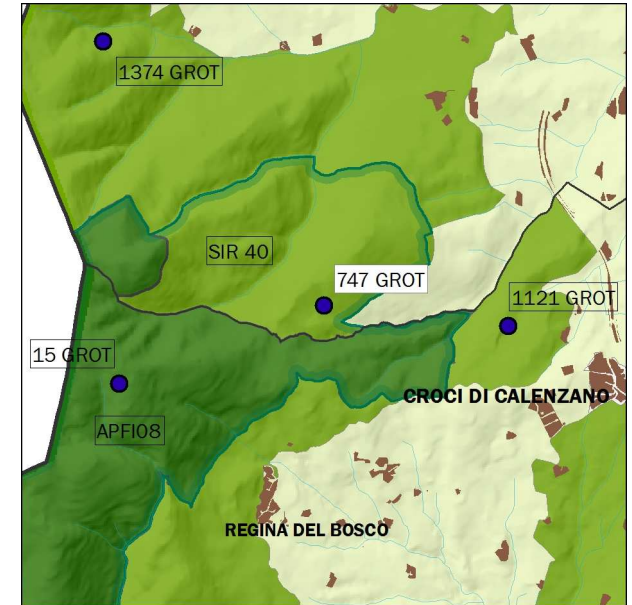 1374 GROT
SIR 40
747 GROT
1121 GROT
15 GROT
CROCI DI CALENZANO
APFI08
REGINA DEL BOSCO